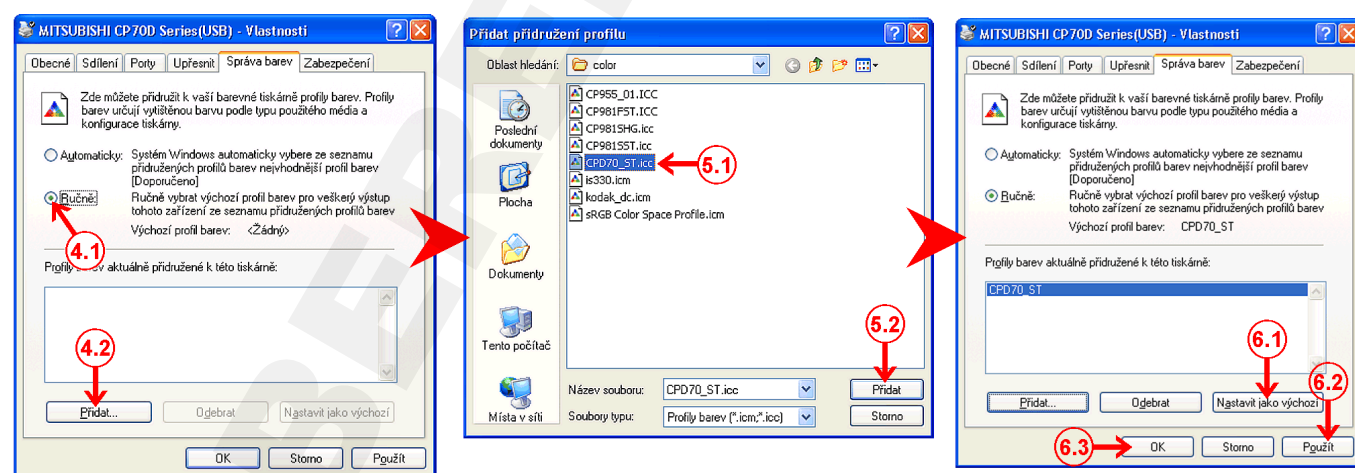 MITSUBISHI CP70D Series(USB) - Vlastnosti
Obecné Sdílení Porty Upřesnit Správa barev Zabezpečení
Zde můžete přidružit k vaší barevné tiskárně profily barev. Profily
barev určují vytištěnou barvu podle typu použitého média a
konfigurace tiskárny.
Automaticky: Systém Windows automaticky vybere ze seznamu
přidružených profilů barev nejvhodnější profil barev
[Doporučeno]
Ručně: Ručně vybrat výchozí profil barev pro veškerý výstup
tohoto zařízení ze seznamu přidružených profilů barev
Výchozí profil barev: <Žádný>
4.1
Profily barev aktuálně přidružené k této tiskárně:
4.2
Přidat... Odebrat Nastavit jako výchozí
OK Storno Použít
Přidat přidružení profilu
Oblast hledání: color
Poslední dokumenty
Plocha
Dokumenty
Tento počítač
Místa v síti
CP955_01.ICC
CP981FST.ICC
CP981SHG.icc
CP981SST.icc
CPD70_ST.icc
5.1
is330.icm
kodak_dc.icm
sRGB Color Space Profile.icm
5.2
Název souboru: CPD70_ST.icc Přidat
Soubory typu: Profily barev (*.icm;*.icc) Storno
MITSUBISHI CP70D Series(USB) - Vlastnosti
Obecné Sdílení Porty Upřesnit Správa barev Zabezpečení
Zde můžete přidružit k vaší barevné tiskárně profily barev. Profily
barev určují vytištěnou barvu podle typu použitého média a
konfigurace tiskárny.
Automaticky: Systém Windows automaticky vybere ze seznamu
přidružených profilů barev nejvhodnější profil barev
[Doporučeno]
Ručně: Ručně vybrat výchozí profil barev pro veškerý výstup
tohoto zařízení ze seznamu přidružených profilů barev
Výchozí profil barev: CPD70_ST
Profily barev aktuálně přidružené k této tiskárně:
CPD70_ST
6.1
6.2
Přidat... Odebrat Nastavit jako výchozí
6.3
OK Storno Použít